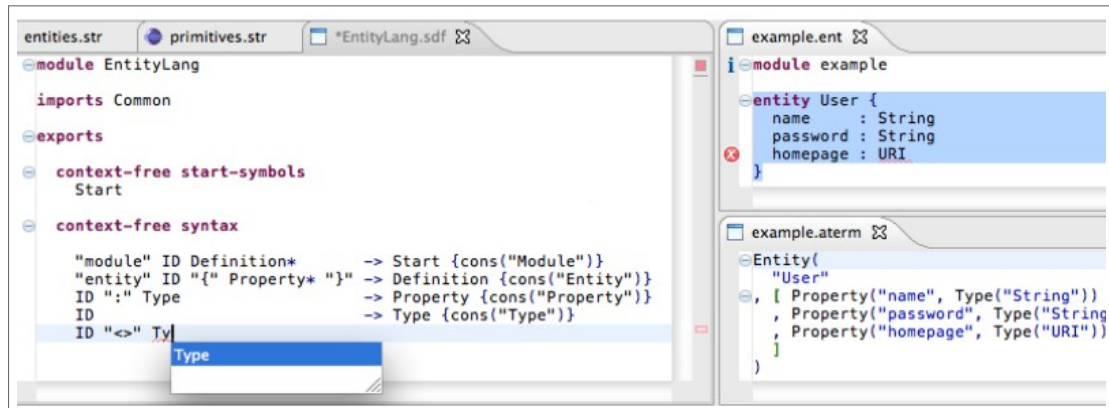 entities.str
primitives.str
*EntityLang.sdf
module EntityLang
imports Common
exports
context-free start-symbols
Start
context-free syntax
"module" ID Definition* -> Start {cons("Module")}
"entity" ID "{" Property* "}" -> Definition {cons("Entity")}
ID ":" Type -> Property {cons("Property")}
ID -> Type {cons("Type")}
ID "<>" Ty
Type
example.ent
module example
entity User {
name : String
password : String
homepage : URI
}
example.aterm
Entity(
"User"
, [ Property("name", Type("String"))
, Property("password", Type("String
, Property("homepage", Type("URI"))
]
)